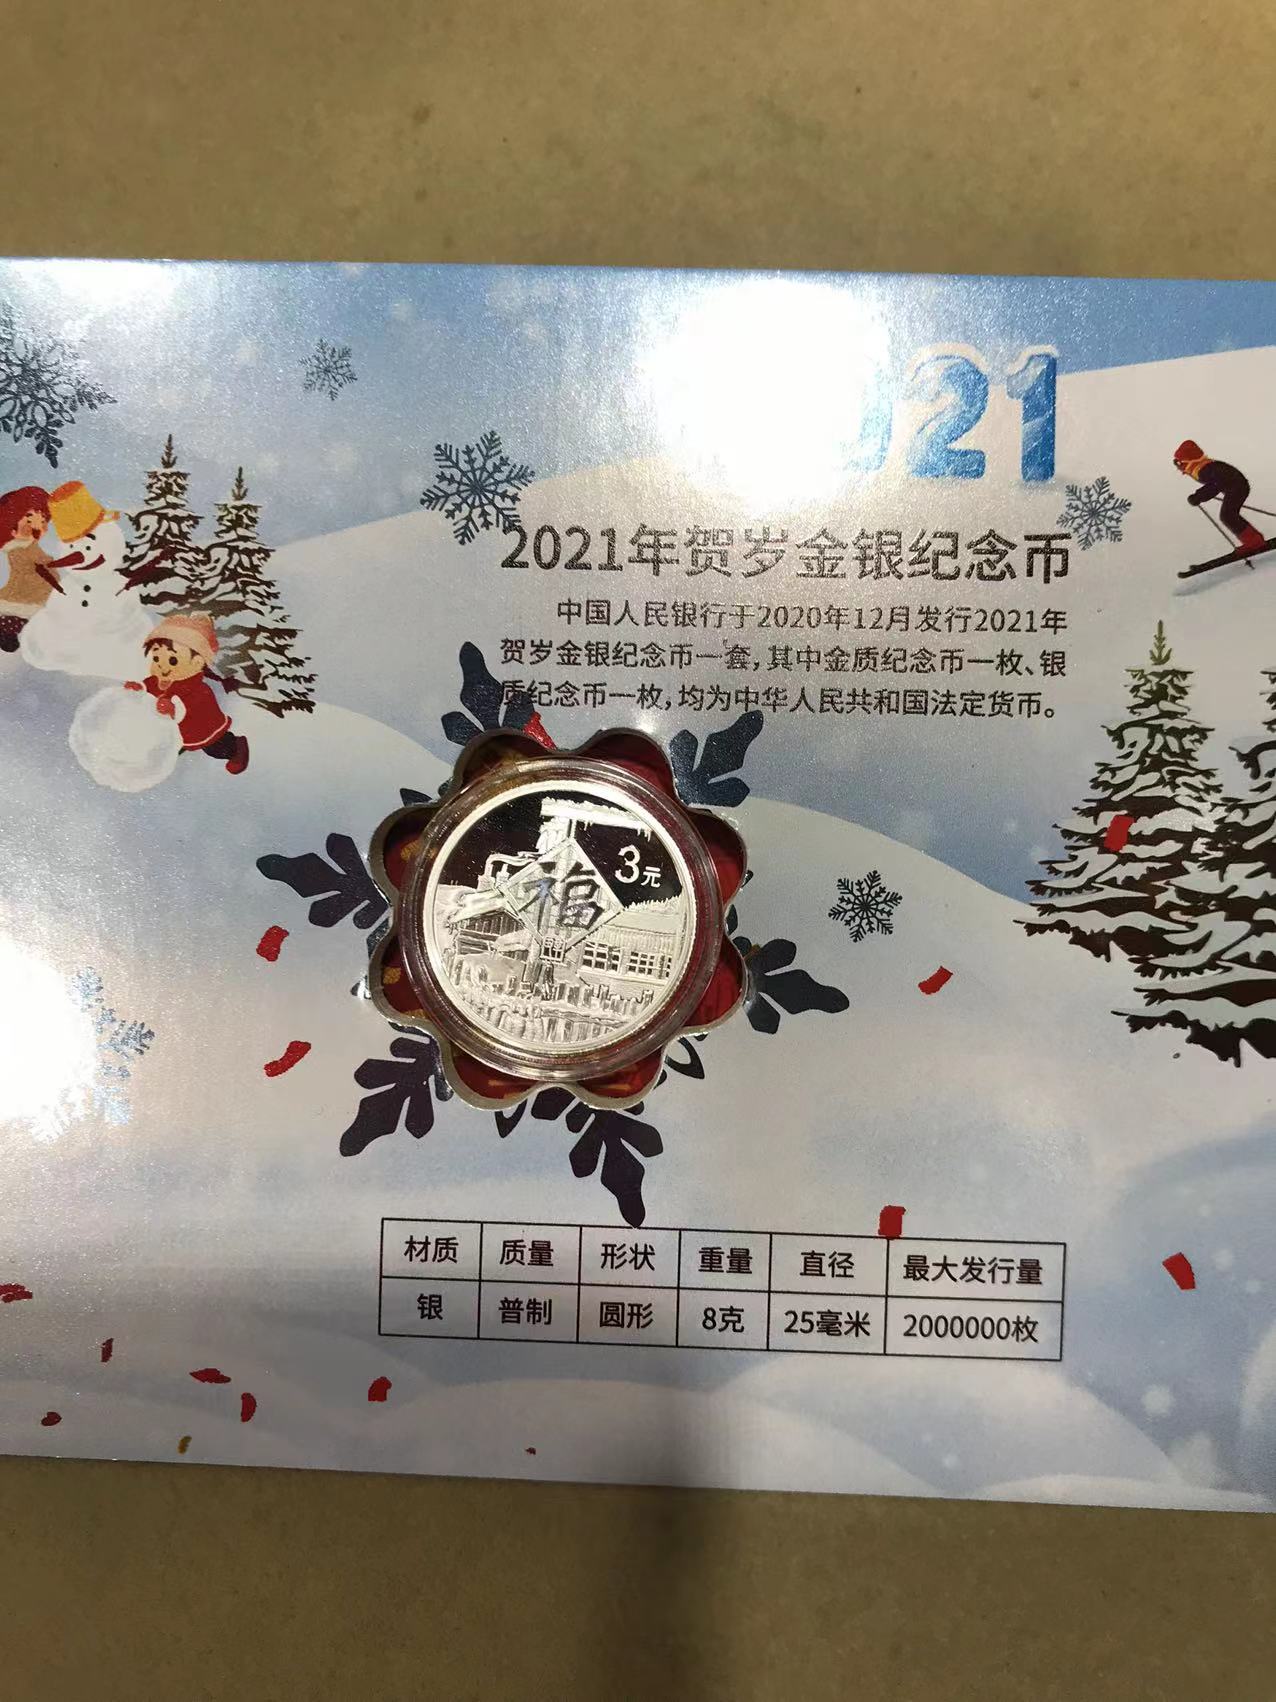 021
2021年贺岁金银纪念币
中国人民银行于2020年12月发行2021年
贺岁金银纪念币一套,其中金质纪念币一枚、银
质纪念币一枚,均为中华人民共和国法定货币。
3元
福
材质 质量 形状 重量 直径 最大发行量
银 普制 圆形 8克 25毫米 2000000枚